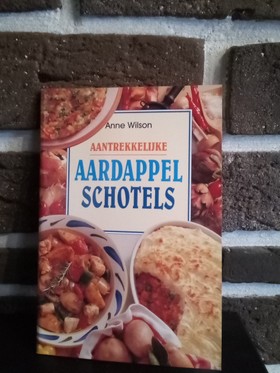 Anne Wilson
AANTREKKELIJKE
AARDAPPEL
SCHOTELS